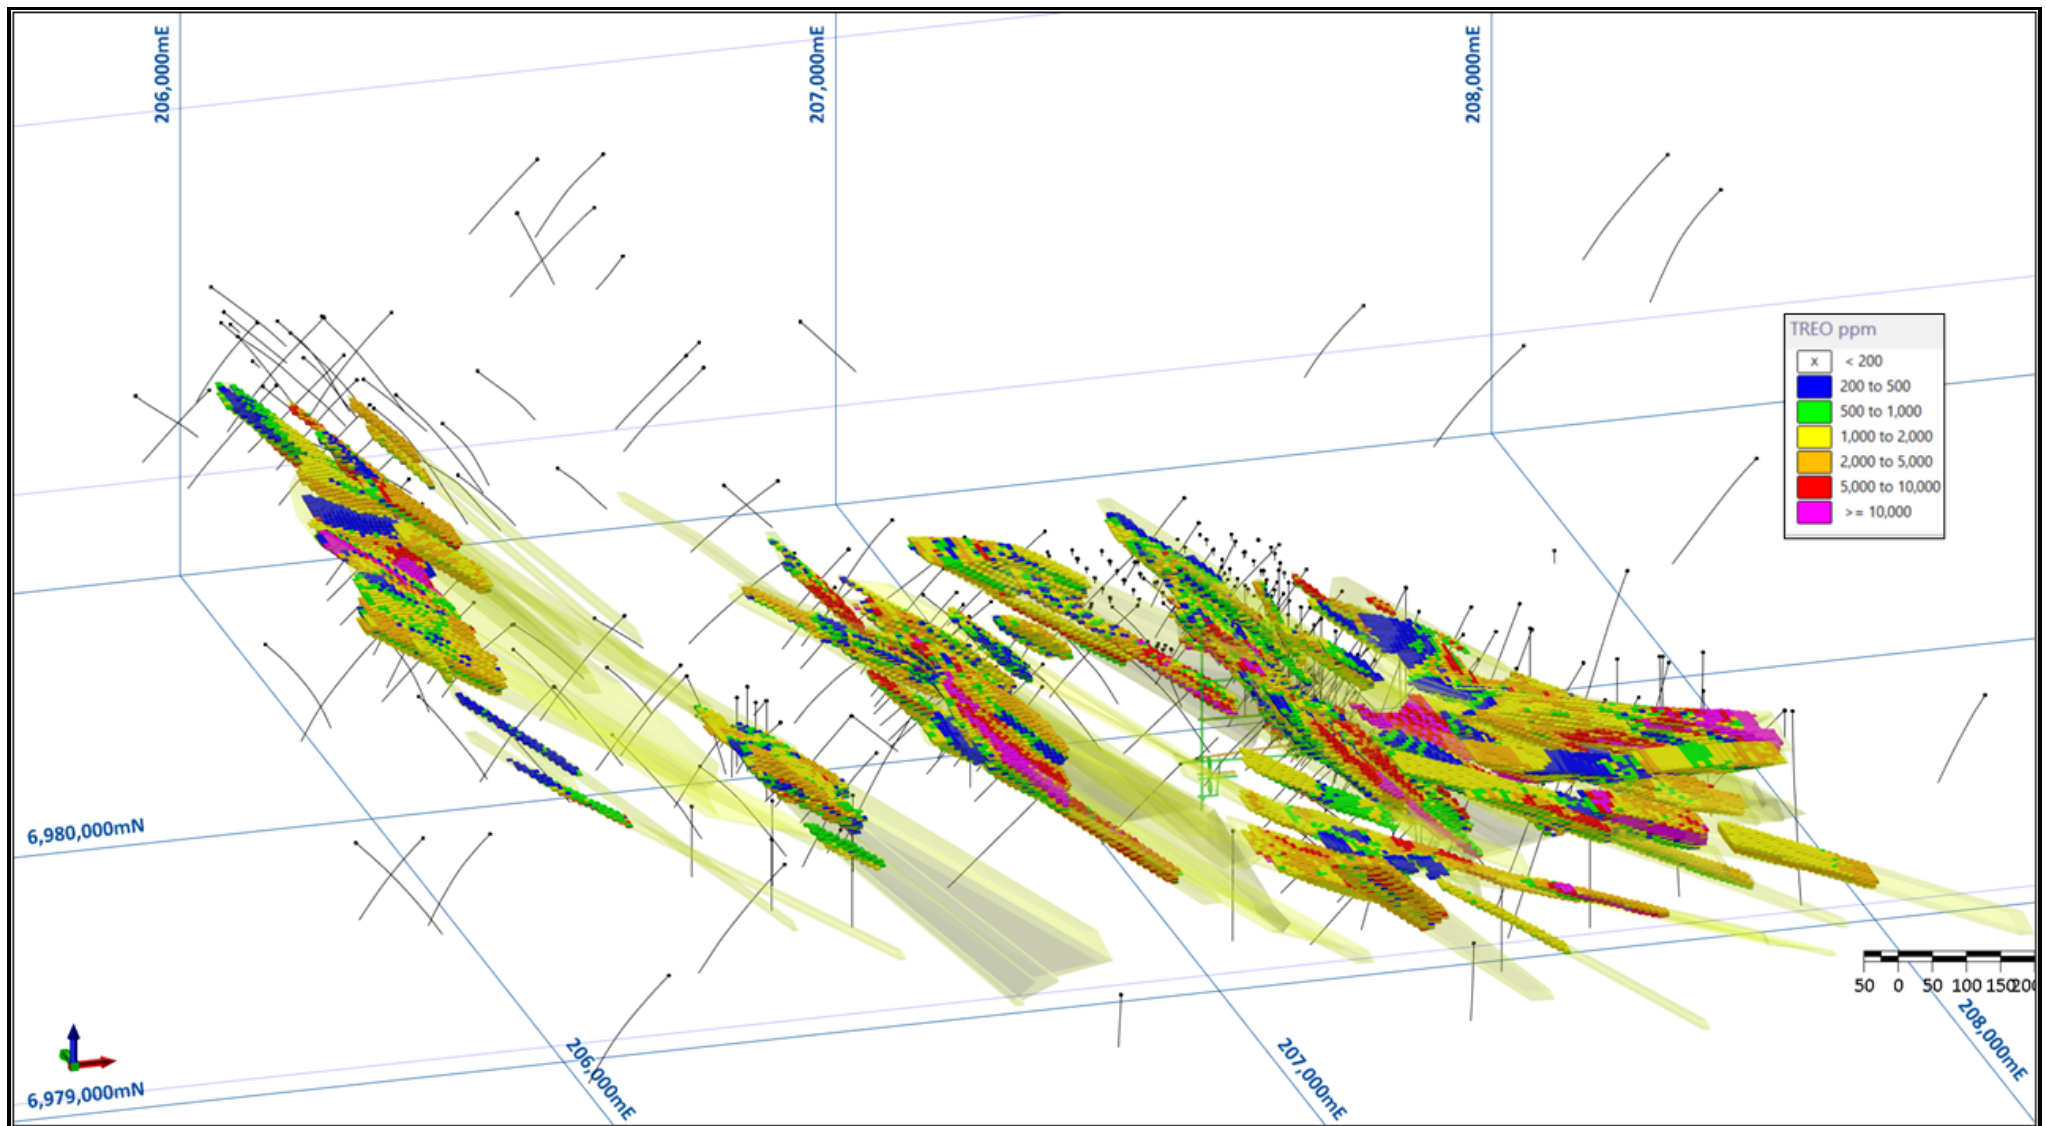 206,000mE
207,000mE
208,000mE
TREO ppm
x < 200
200 to 500
500 to 1,000
1,000 to 2,000
2,000 to 5,000
5,000 to 10,000
>= 10,000
6,980,000mN
50 0 50 100 150 200
208,000mE
206,000mE
207,000mE
6,979,000mN